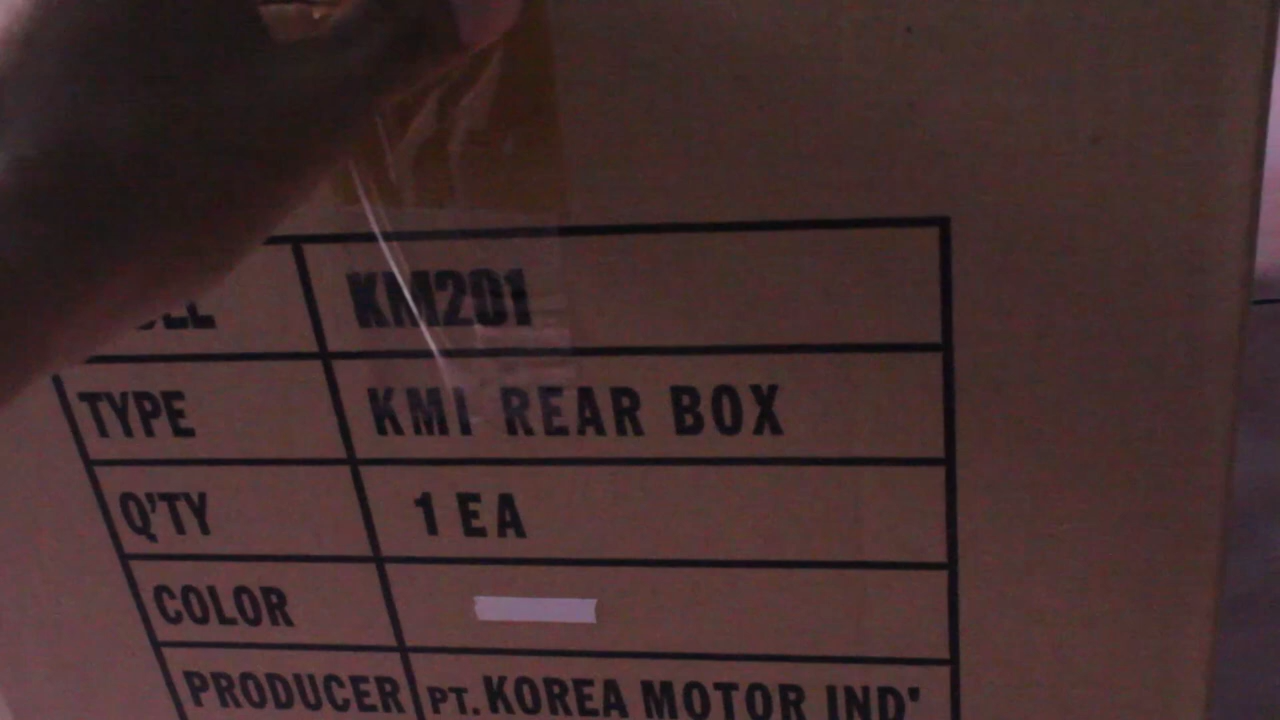 KM201
TYPE KMI REAR BOX
Q'TY 1 EA
COLOR
PRODUCER PT. KOREA MOTOR IND'